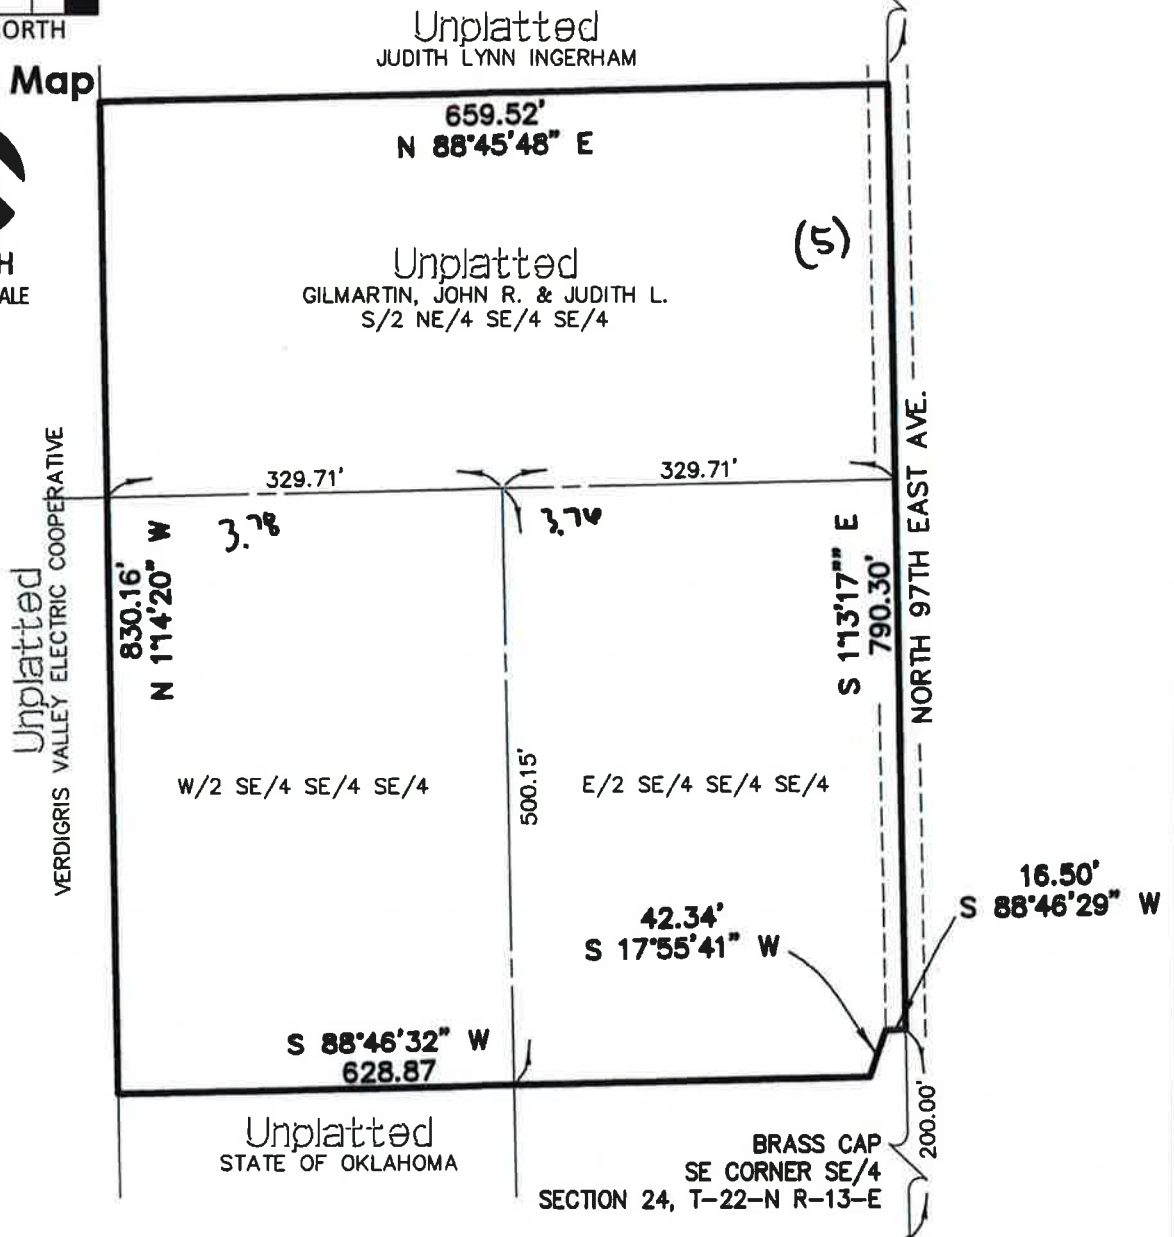 ORTH
Map
H
ALE
Unplatted
JUDITH LYNN INGERHAM
659.52'
N 88°45'48" E
(5)
Unplatted
GILMARTIN, JOHN R. & JUDITH L.
S/2 NE/4 SE/4 SE/4
329.71'
329.71'
3.78
3.76
Unplatted
VERDIGRIS VALLEY ELECTRIC COOPERATIVE
830.16'
N 1°14'20" W
S 1°13'17"" E
790.30'
NORTH 97TH EAST AVE.
W/2 SE/4 SE/4 SE/4
500.15'
E/2 SE/4 SE/4 SE/4
16.50'
S 88°46'29" W
42.34'
S 17°55'41" W
S 88°46'32" W
628.87
200.00'
Unplatted
STATE OF OKLAHOMA
BRASS CAP
SE CORNER SE/4
SECTION 24, T-22-N R-13-E